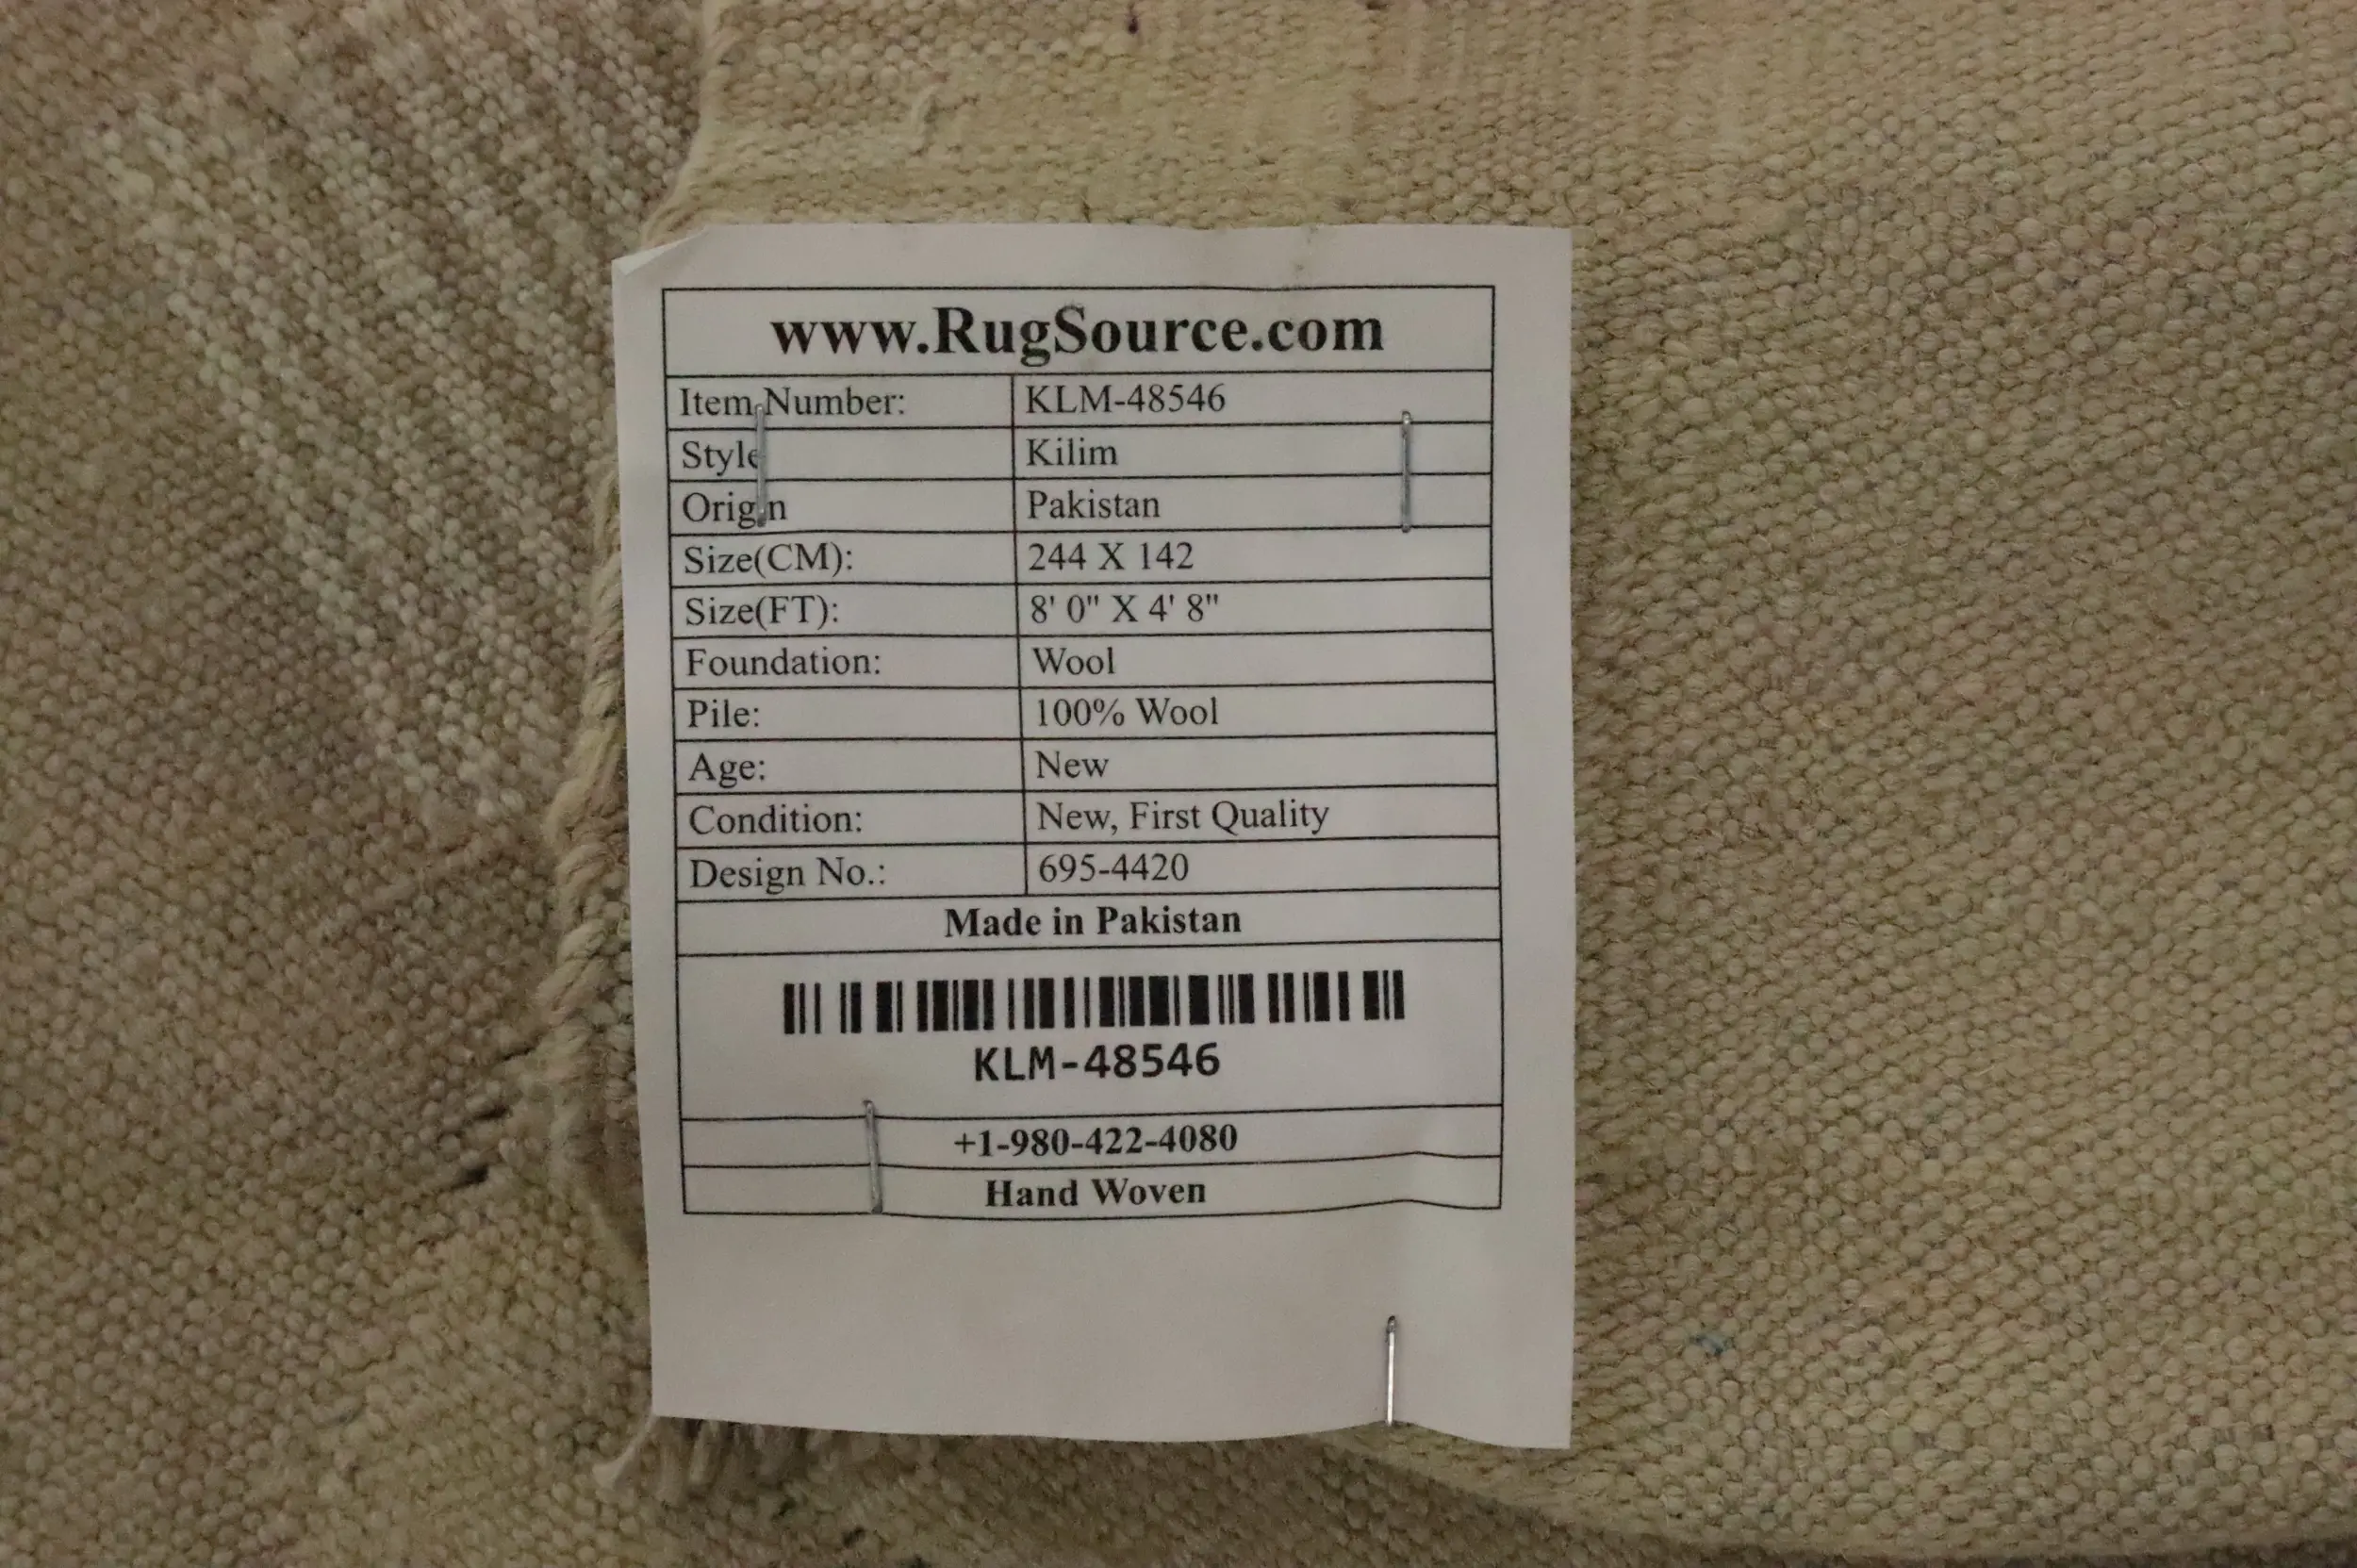 www.RugSource.com
Item Number: KLM-48546
Style Kilim
Origin Pakistan
Size(CM): 244 X 142
Size(FT): 8' 0" X 4' 8"
Foundation: Wool
Pile: 100% Wool
Age: New
Condition: New, First Quality
Design No.: 695-4420
Made in Pakistan
KLM-48546
+1-980-422-4080
Hand Woven